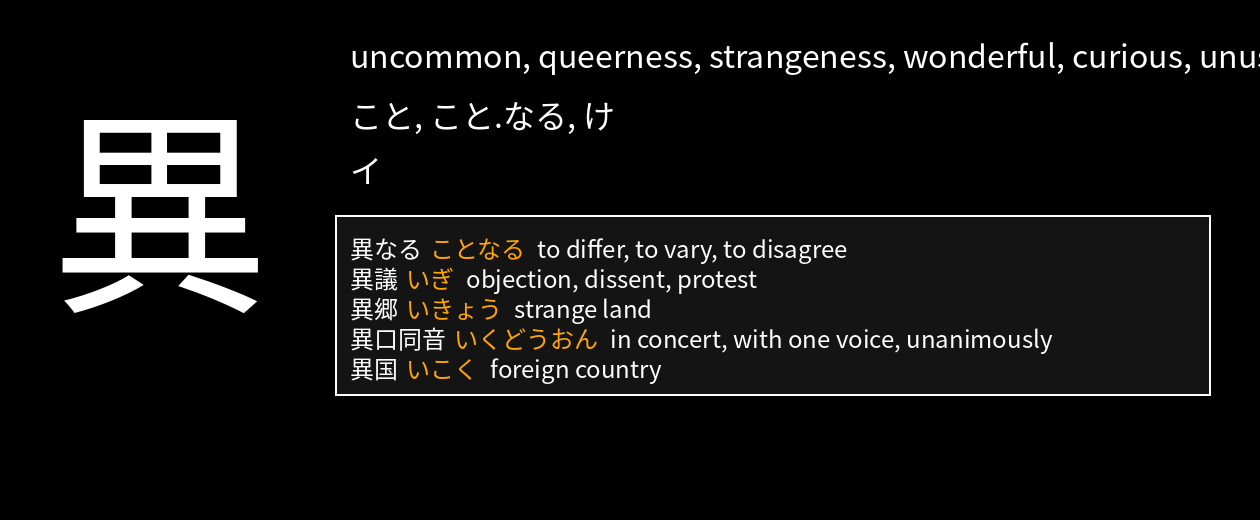 異
uncommon, queerness, strangeness, wonderful, curious, unus
こと, こと.なる, け
イ
異なる ことなる to differ, to vary, to disagree
異議 いぎ objection, dissent, protest
異郷 いきょう strange land
異口同音 いくどうおん in concert, with one voice, unanimously
異国 いこく foreign country